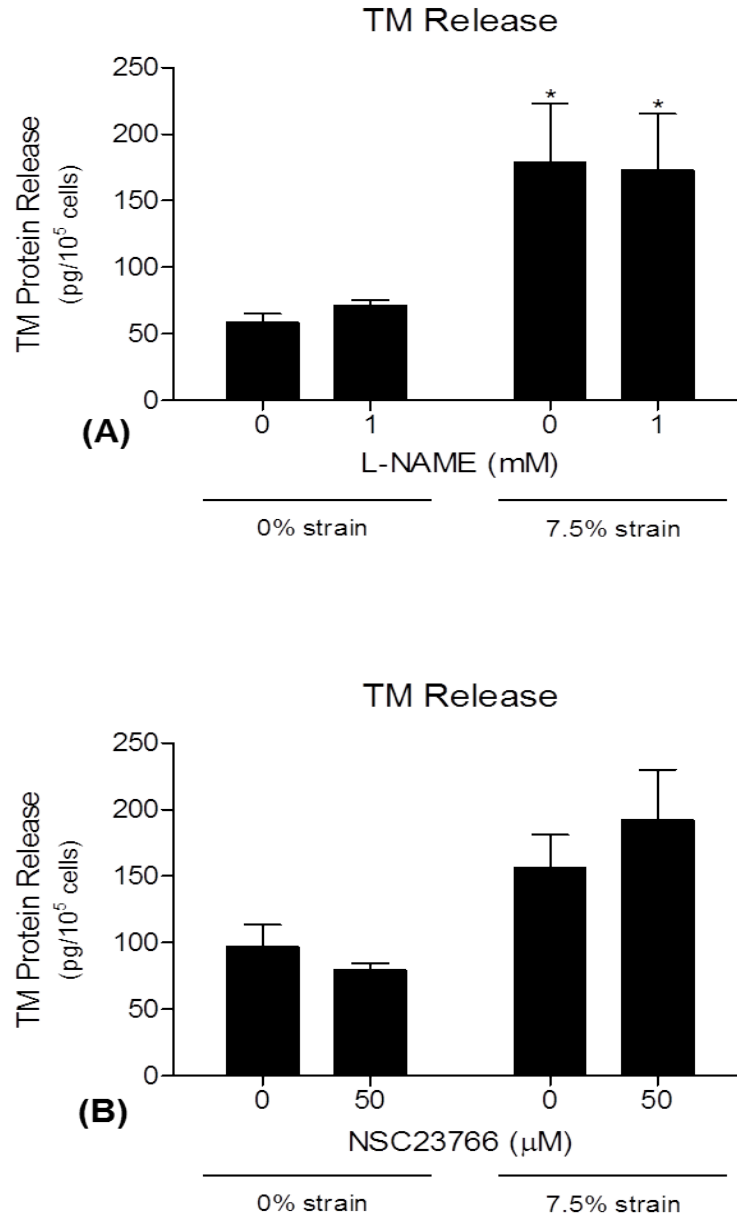 TM Release
TM Protein Release
(pg/10⁵ cells)
250
200
150
100
50
0
* *
0 1 0 1
(A)
L-NAME (mM)
0% strain 7.5% strain
TM Release
TM Protein Release
(pg/10⁵ cells)
250
200
150
100
50
0
0 50 0 50
(B)
NSC23766 (μM)
0% strain 7.5% strain